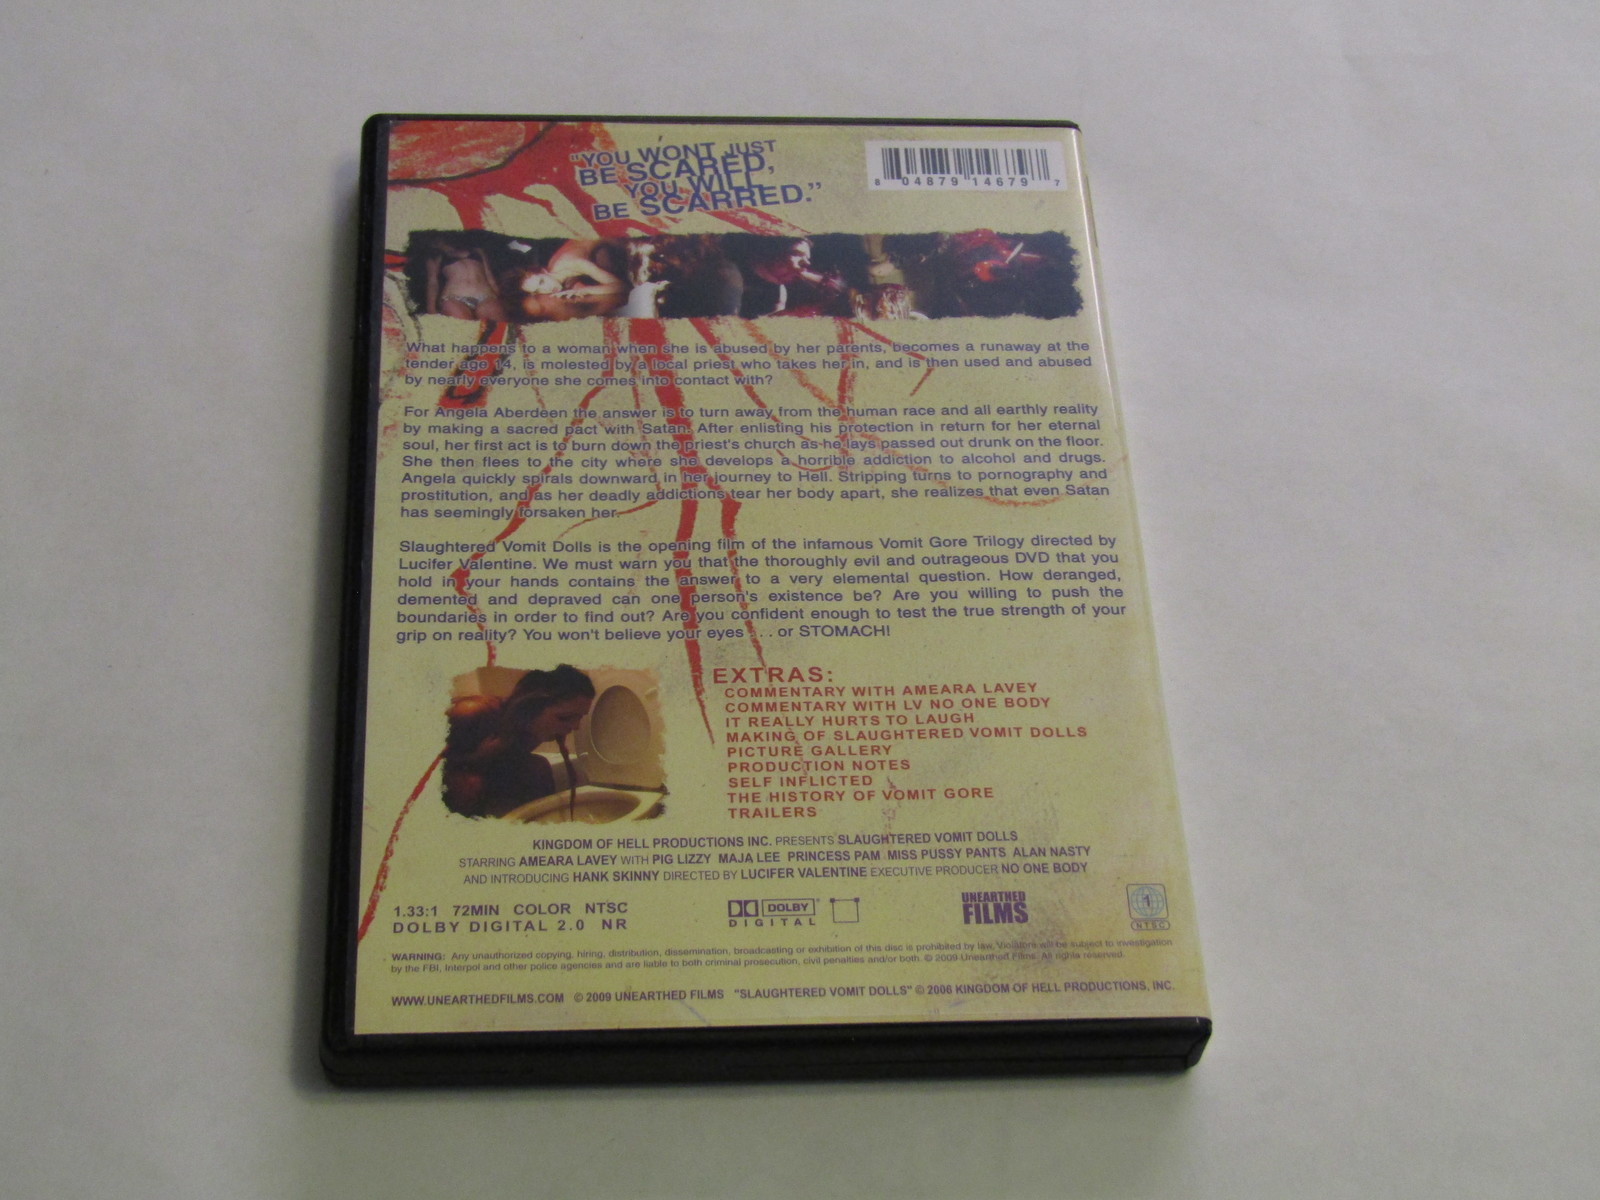 "YOU WON'T JUST
BE SCARED,
YOU WILL
BE SCARRED."
8 04879 14679 7
What happens to a woman when she is abused by her parents, becomes a runaway at the
tender age 14, is molested by a local priest who takes her in, and is then used and abused
by nearly everyone she comes into contact with?
For Angela Aberdeen the answer is to turn away from the human race and all earthly reality
by making a sacred pact with Satan. After enlisting his protection in return for her eternal
soul, her first act is to burn down the priest's church as he lays passed out drunk on the floor.
She then flees to the city where she develops a horrible addiction to alcohol and drugs.
Angela quickly spirals downward in her journey to Hell. Stripping turns to pornography and
prostitution, and as her deadly addictions tear her body apart, she realizes that even Satan
has seemingly forsaken her.
Slaughtered Vomit Dolls is the opening film of the infamous Vomit Gore Trilogy directed by
Lucifer Valentine. We must warn you that the thoroughly evil and outrageous DVD that you
hold in your hands contains the answer to a very elemental question. How deranged,
demented and depraved can one person's existence be? Are you willing to push the
boundaries in order to find out? Are you confident enough to test the true strength of your
grip on reality? You won't believe your eyes . . . or STOMACH!
EXTRAS:
COMMENTARY WITH AMEARA LAVEY
COMMENTARY WITH LV NO ONE BODY
IT REALLY HURTS TO LAUGH
MAKING OF SLAUGHTERED VOMIT DOLLS
PICTURE GALLERY
PRODUCTION NOTES
SELF INFLICTED
THE HISTORY OF VOMIT GORE
TRAILERS
KINGDOM OF HELL PRODUCTIONS INC. PRESENTS SLAUGHTERED VOMIT DOLLS
STARRING AMEARA LAVEY WITH PIG LIZZY MAJA LEE PRINCESS PAM MISS PUSSY PANTS ALAN NASTY
AND INTRODUCING HANK SKINNY DIRECTED BY LUCIFER VALENTINE EXECUTIVE PRODUCER NO ONE BODY
1.33:1 72MIN COLOR NTSC
DOLBY DIGITAL 2.0 NR
DOLBY
DIGITAL
UNEARTHED
FILMS
1
NTSC
WARNING: Any unauthorized copying, hiring, distribution, dissemination, broadcasting or exhibition of this disc is prohibited by law. Violators will be subject to investigation
by the FBI, Interpol and other police agencies and are liable to both criminal prosecution, civil penalties and/or both. © 2009 Unearthed Films. All rights reserved.
WWW.UNEARTHEDFILMS.COM © 2009 UNEARTHED FILMS "SLAUGHTERED VOMIT DOLLS" © 2006 KINGDOM OF HELL PRODUCTIONS, INC.